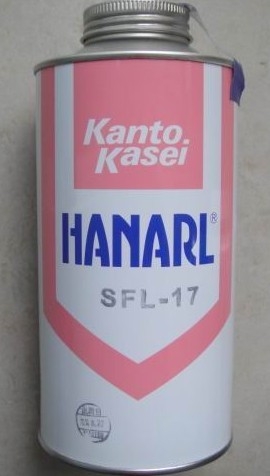 Kanto
Kasei
HANARL®
SFL-17